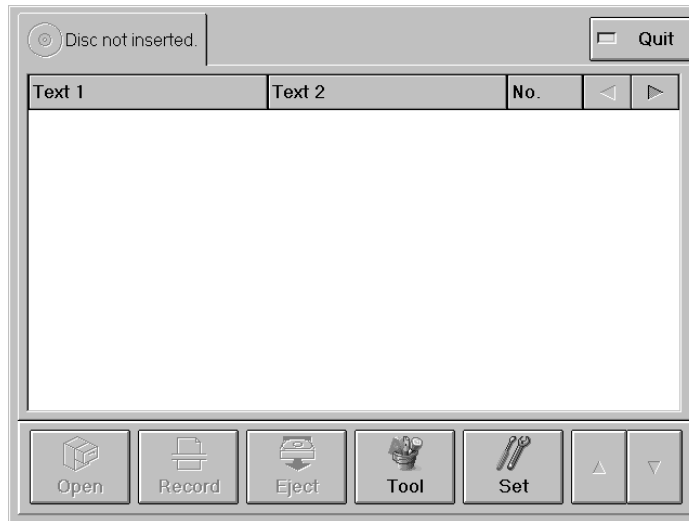 Disc not inserted.
Quit
Text 1 Text 2 No.
Open Record Eject Tool Set